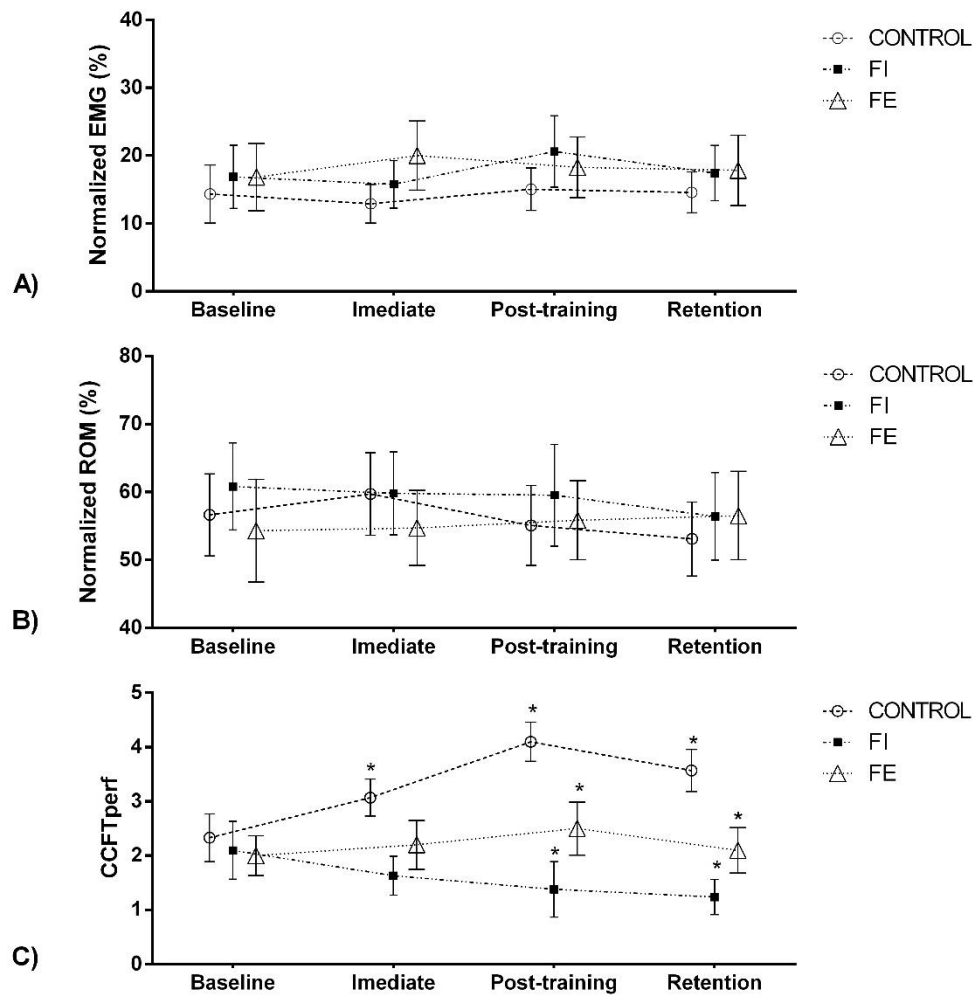 40
30
20
10
0
Normalized EMG (%)
A)
Baseline Imediate Post-training Retention
CONTROL
FI
FE
80
70
60
50
40
Normalized ROM (%)
B)
Baseline Imediate Post-training Retention
CONTROL
FI
FE
5
4
3
2
1
0
CCFTperf
* * * * * * *
C)
Baseline Imediate Post-training Retention
CONTROL
FI
FE